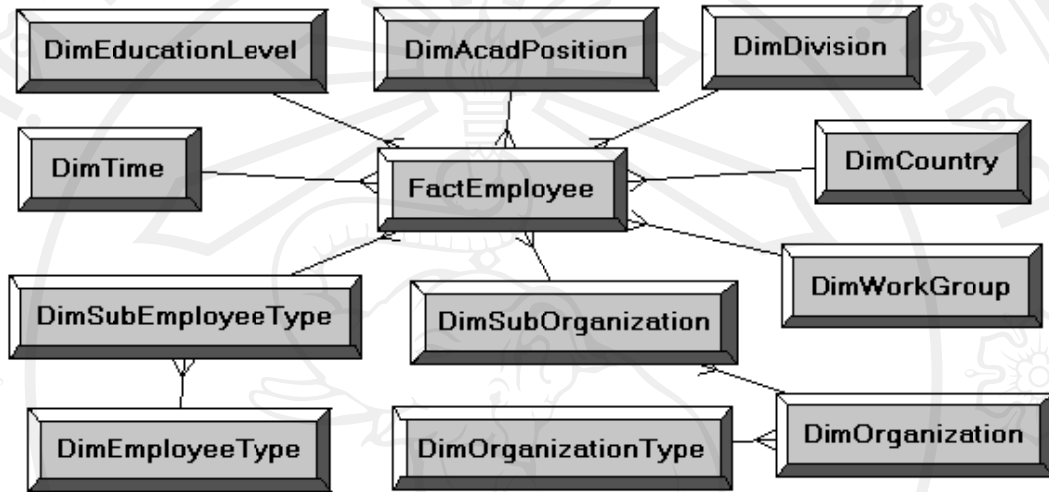 DimEducationLevel
DimAcadPosition
DimDivision
DimTime
FactEmployee
DimCountry
DimSubEmployeeType
DimSubOrganization
DimWorkGroup
DimEmployeeType
DimOrganizationType
DimOrganization